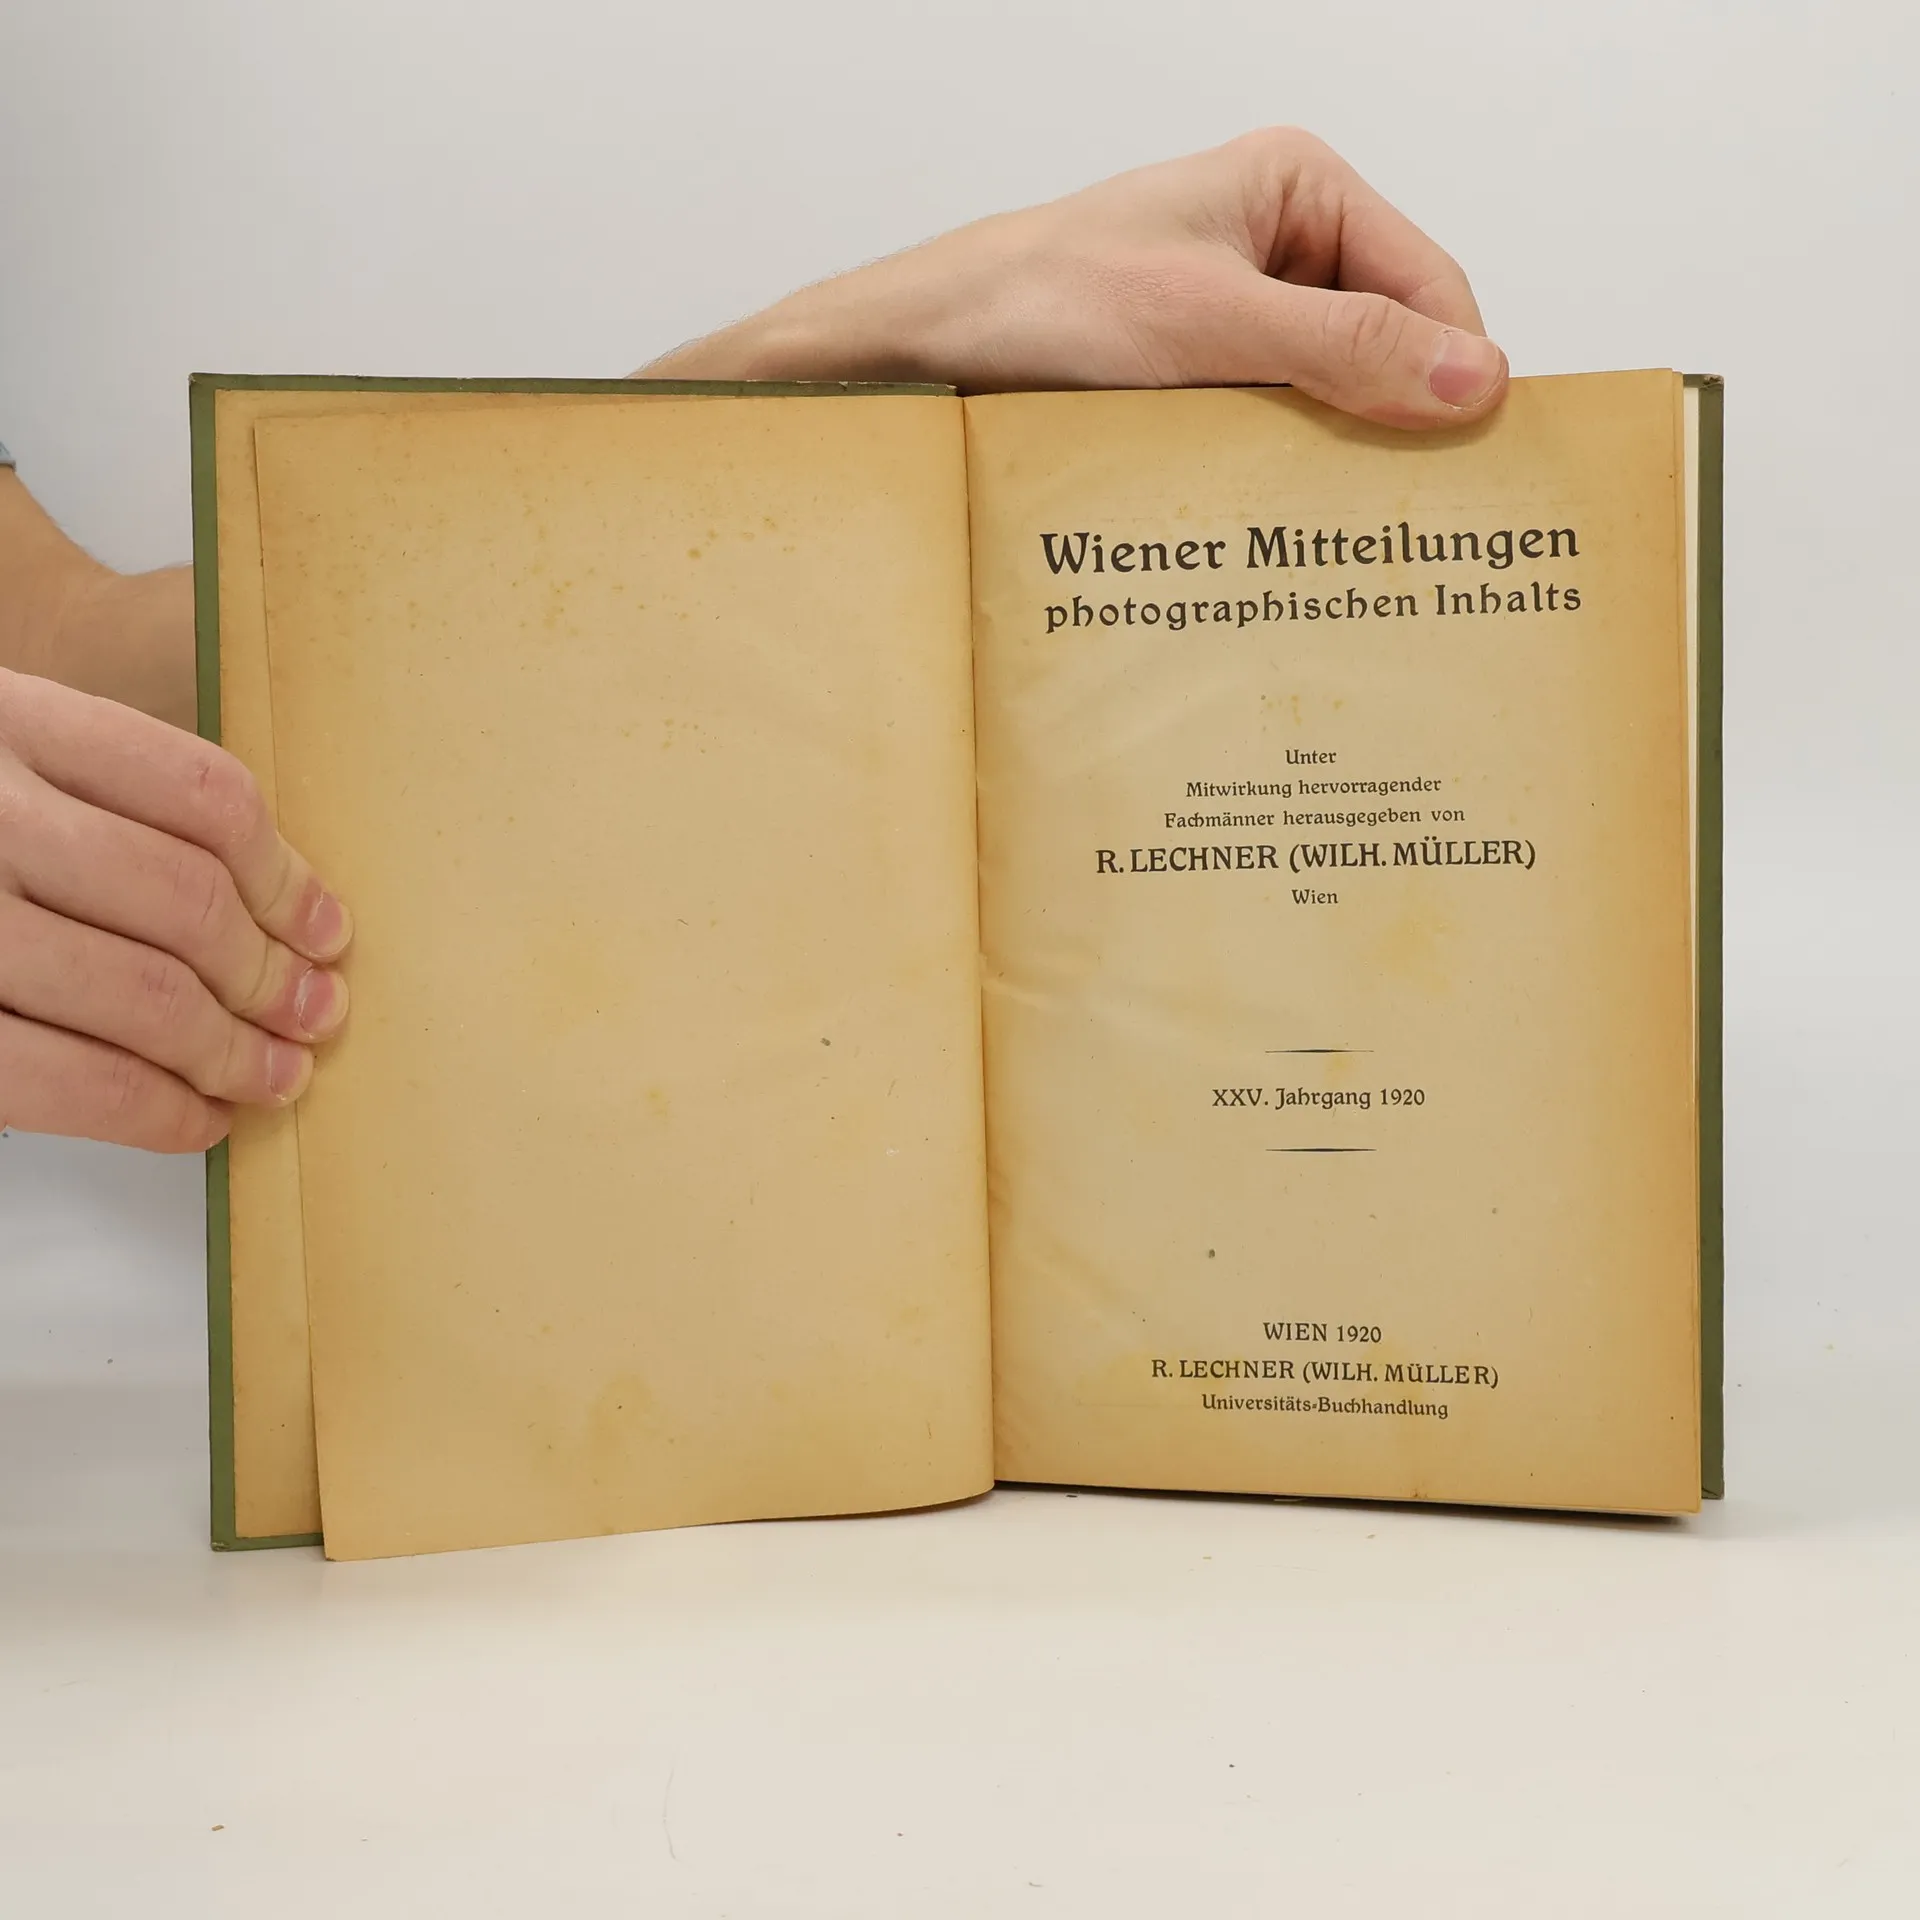 Wiener Mitteilungen
photographischen Inhalts
Unter
Mitwirkung hervorragender
Fachmänner herausgegeben von
R. LECHNER (WILH. MÜLLER)
Wien
XXV. Jahrgang 1920
WIEN 1920
R. LECHNER (WILH. MÜLLER)
Universitäts-Buchhandlung